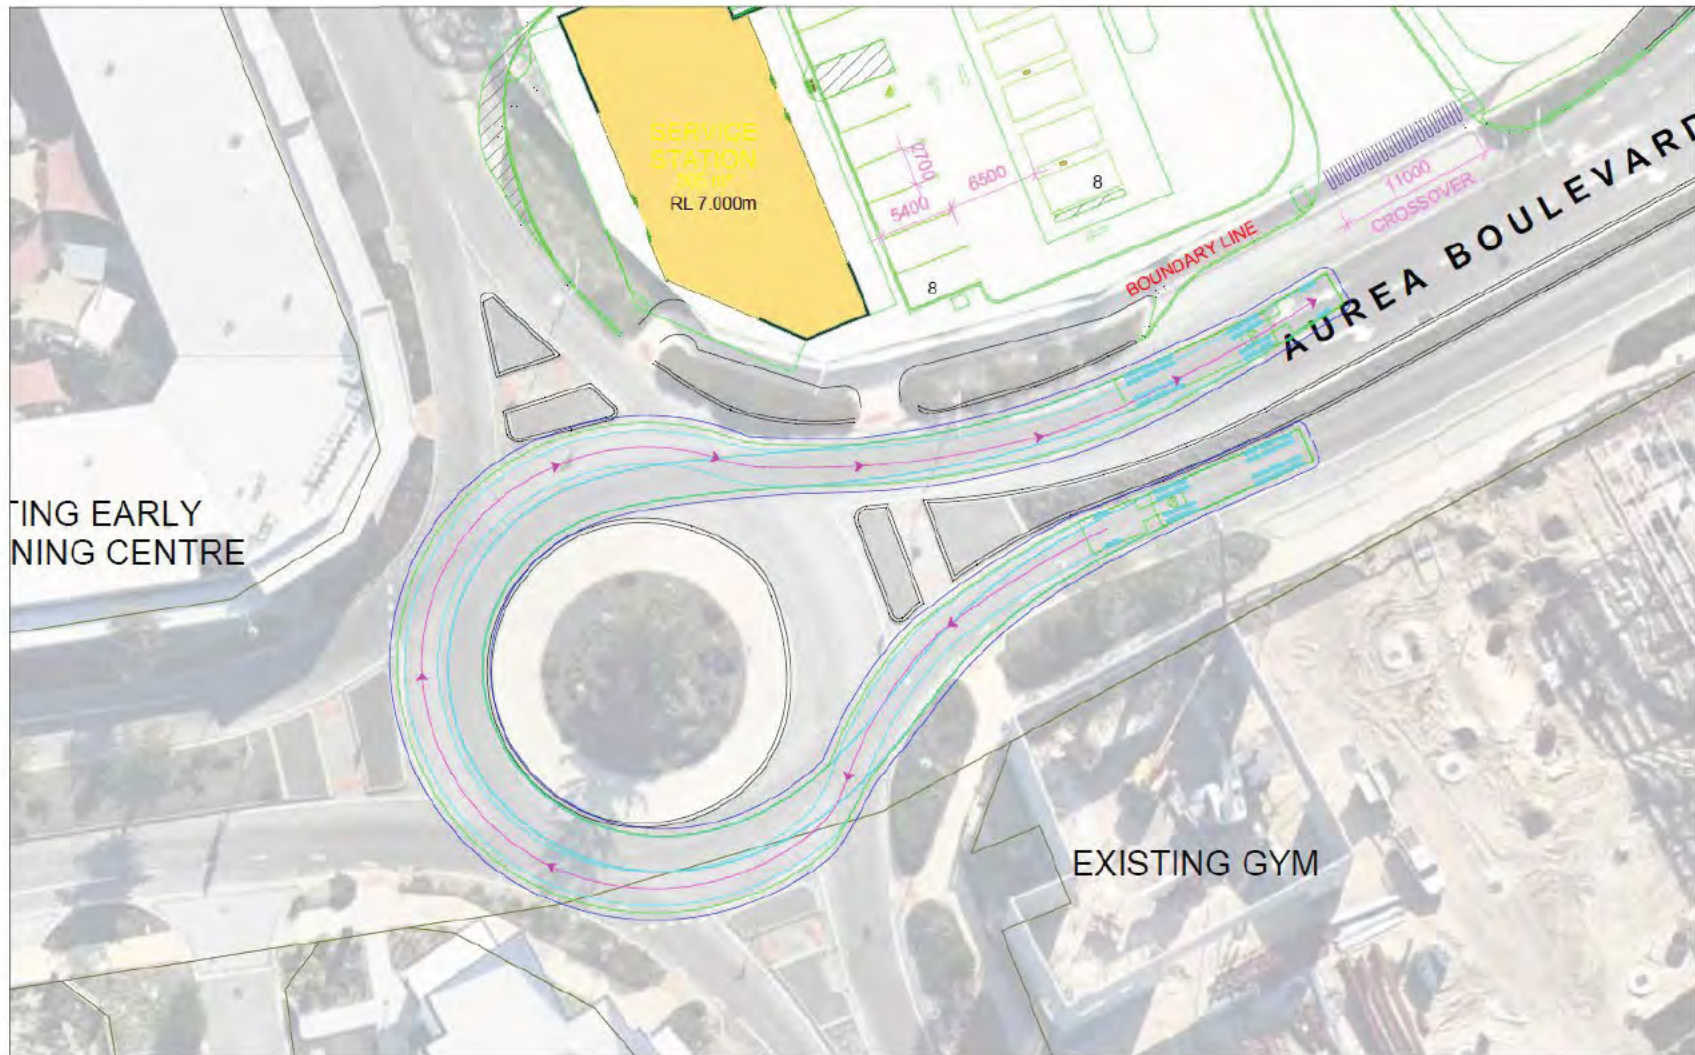 SERVICE
STATION
RL 7.000m
2700
5400
6500
8
8
BOUNDARY LINE
11000
CROSSOVER
AUREA BOULEVARD
TING EARLY
NING CENTRE
EXISTING GYM